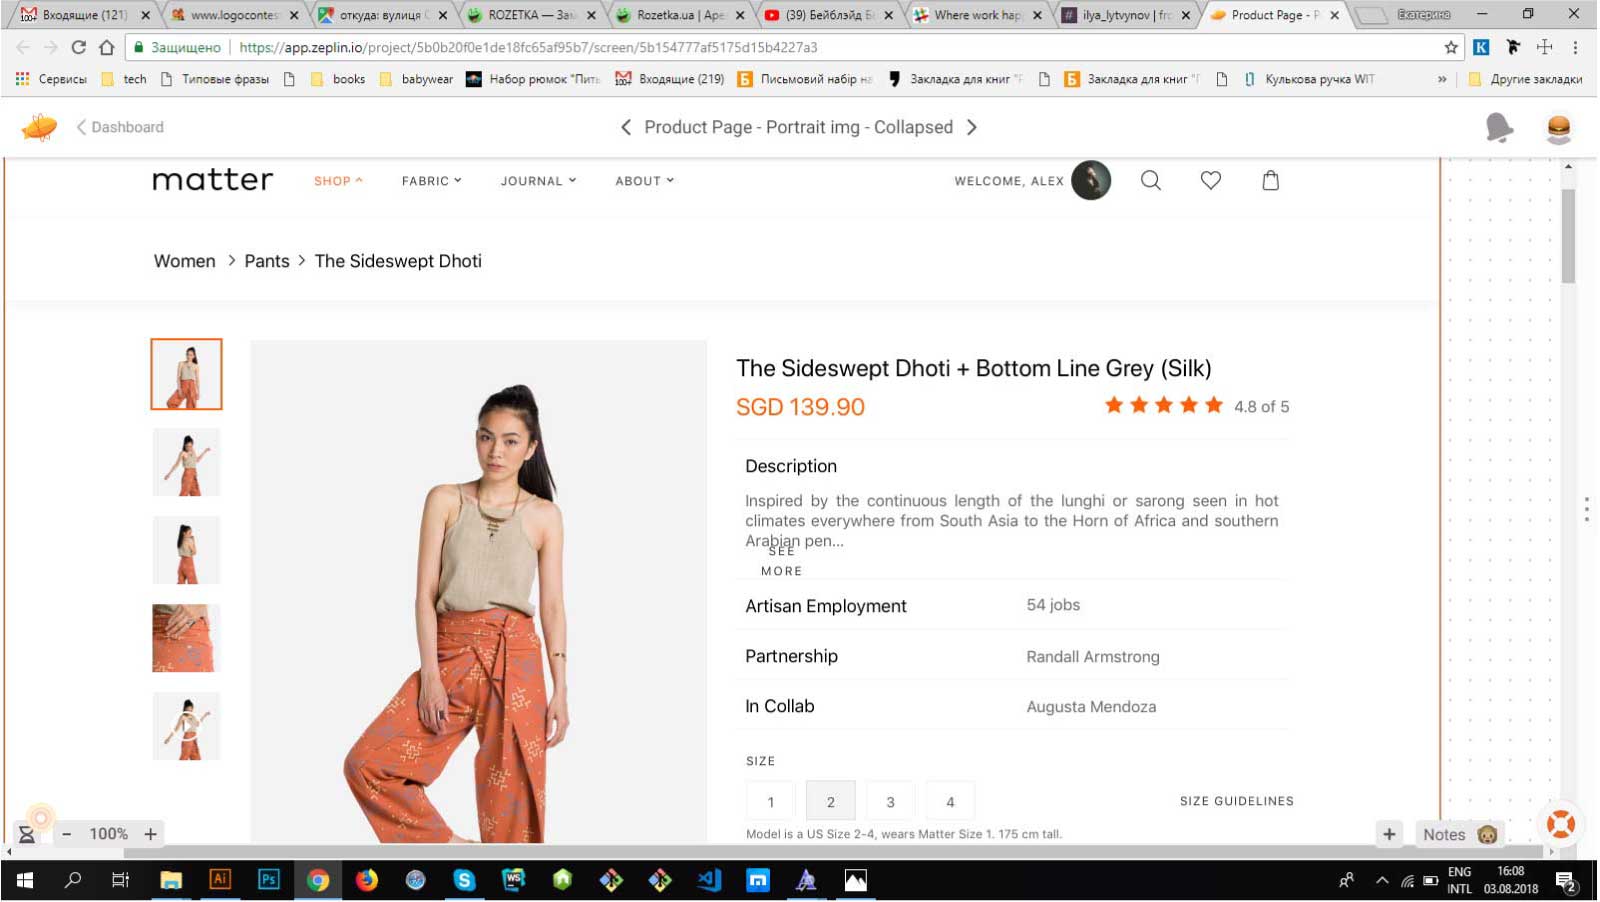 Входящие (121)
www.logocontes
откуда: вулиця
ROZETKA — За
Rozetka.ua | Аре
(39) Бейблэйд Б
Where work hap
ilya_lytvynov | fr
Product Page - P
Екатерина
Защищено
https://app.zeplin.io/project/5b0b20f0e1de18fc65af95b7/screen/5b154777af5175d15b4227a3
K
Сервисы
tech
Типовые фразы
books
babywear
Набор рюмок "Пить
Входящие (219)
Письмовий набір н
Закладка для книг "
Закладка для книг "
Кулькова ручка WIT
»
Другие закладки
Dashboard
Product Page - Portrait img - Collapsed
matter
SHOP
FABRIC
JOURNAL
ABOUT
WELCOME, ALEX
Women > Pants > The Sideswept Dhoti
The Sideswept Dhoti + Bottom Line Grey (Silk)
SGD 139.90
4.8 of 5
Description
Inspired by the continuous length of the lunghi or sarong seen in hot
climates everywhere from South Asia to the Horn of Africa and southern
Arabian pen...
SEE
MORE
Artisan Employment
54 jobs
Partnership
Randall Armstrong
In Collab
Augusta Mendoza
SIZE
1
2
3
4
SIZE GUIDELINES
Model is a US Size 2-4, wears Matter Size 1. 175 cm tall.
− 100% +
+
Notes
Ai
Ps
S
WS
ENG
INTL
16:08
03.08.2018
2